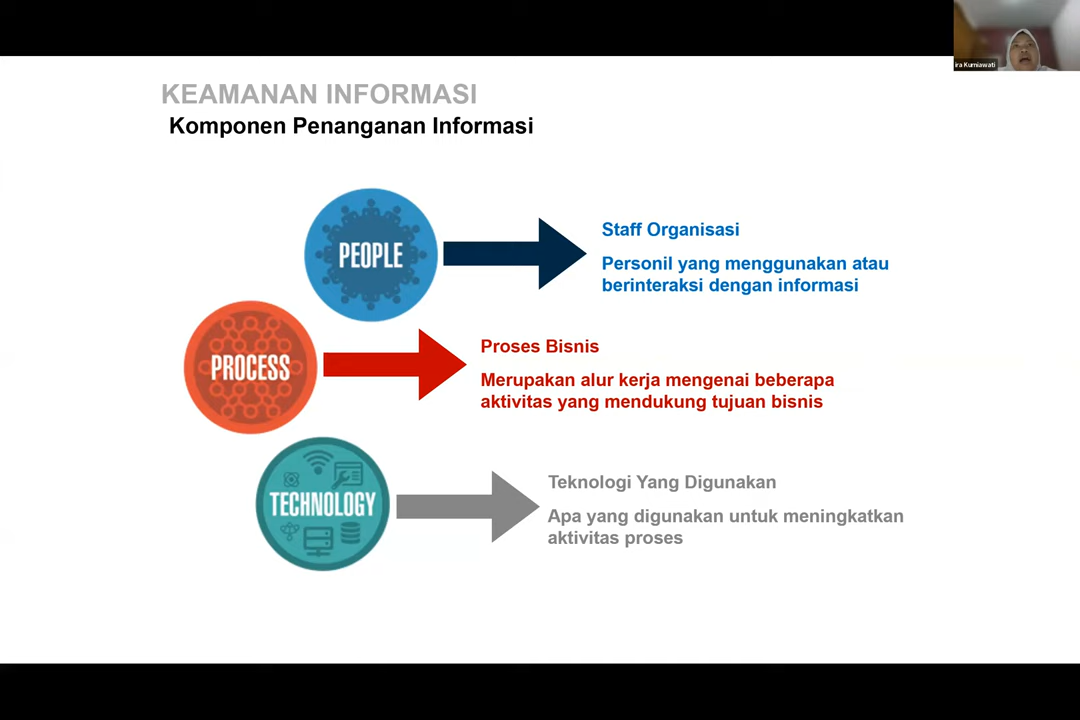 ira Kurniawati
KEAMANAN INFORMASI
Komponen Penanganan Informasi
PEOPLE
Staff Organisasi
Personil yang menggunakan atau
berinteraksi dengan informasi
PROCESS
Proses Bisnis
Merupakan alur kerja mengenai beberapa
aktivitas yang mendukung tujuan bisnis
TECHNOLOGY
Teknologi Yang Digunakan
Apa yang digunakan untuk meningkatkan
aktivitas proses